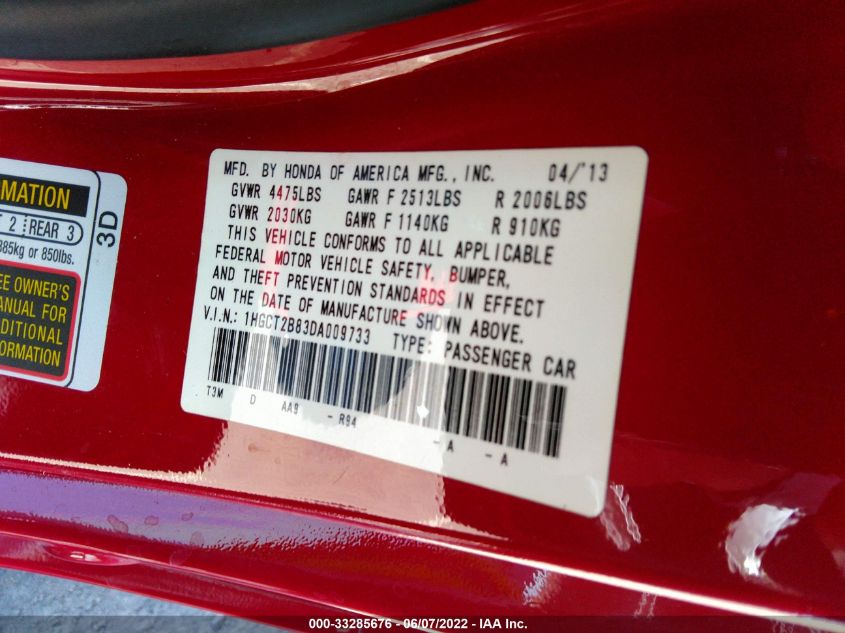 MFD. BY HONDA OF AMERICA MFG., INC. 04/'13
GVWR 4475LBS GAWR F 2513LBS R 2006LBS
GVWR 2030KG GAWR F 1140KG R 910KG
THIS VEHICLE CONFORMS TO ALL APPLICABLE
FEDERAL MOTOR VEHICLE SAFETY, BUMPER,
AND THEFT PREVENTION STANDARDS IN EFFECT
ON THE DATE OF MANUFACTURE SHOWN ABOVE.
V.I.N.: 1HGCT2B83DA009733 TYPE: PASSENGER CAR
T3M D AA9 - R94 - A - A
MATION
2 REAR 3
385kg or 850lbs.
EE OWNER'S
MANUAL FOR
DDITIONAL
FORMATION
3D
000-33285676 - 06/07/2022 - IAA Inc.